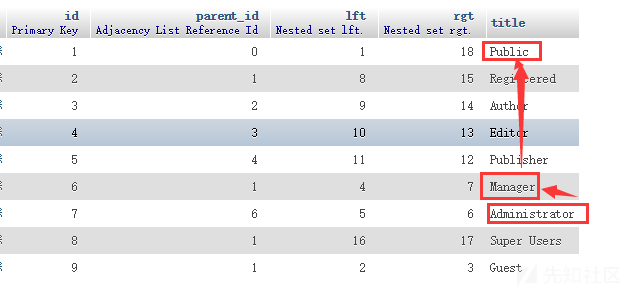 id parent_id lft rgt title
Primary Key Adjacency List Reference Id Nested set lft. Nested set rgt.
1 0 1 18 Public
2 1 8 15 Registered
3 2 9 14 Author
4 3 10 13 Editor
5 4 11 12 Publisher
6 1 4 7 Manager
7 6 5 6 Administrator
8 1 16 17 Super Users
9 1 2 3 Guest
先知社区